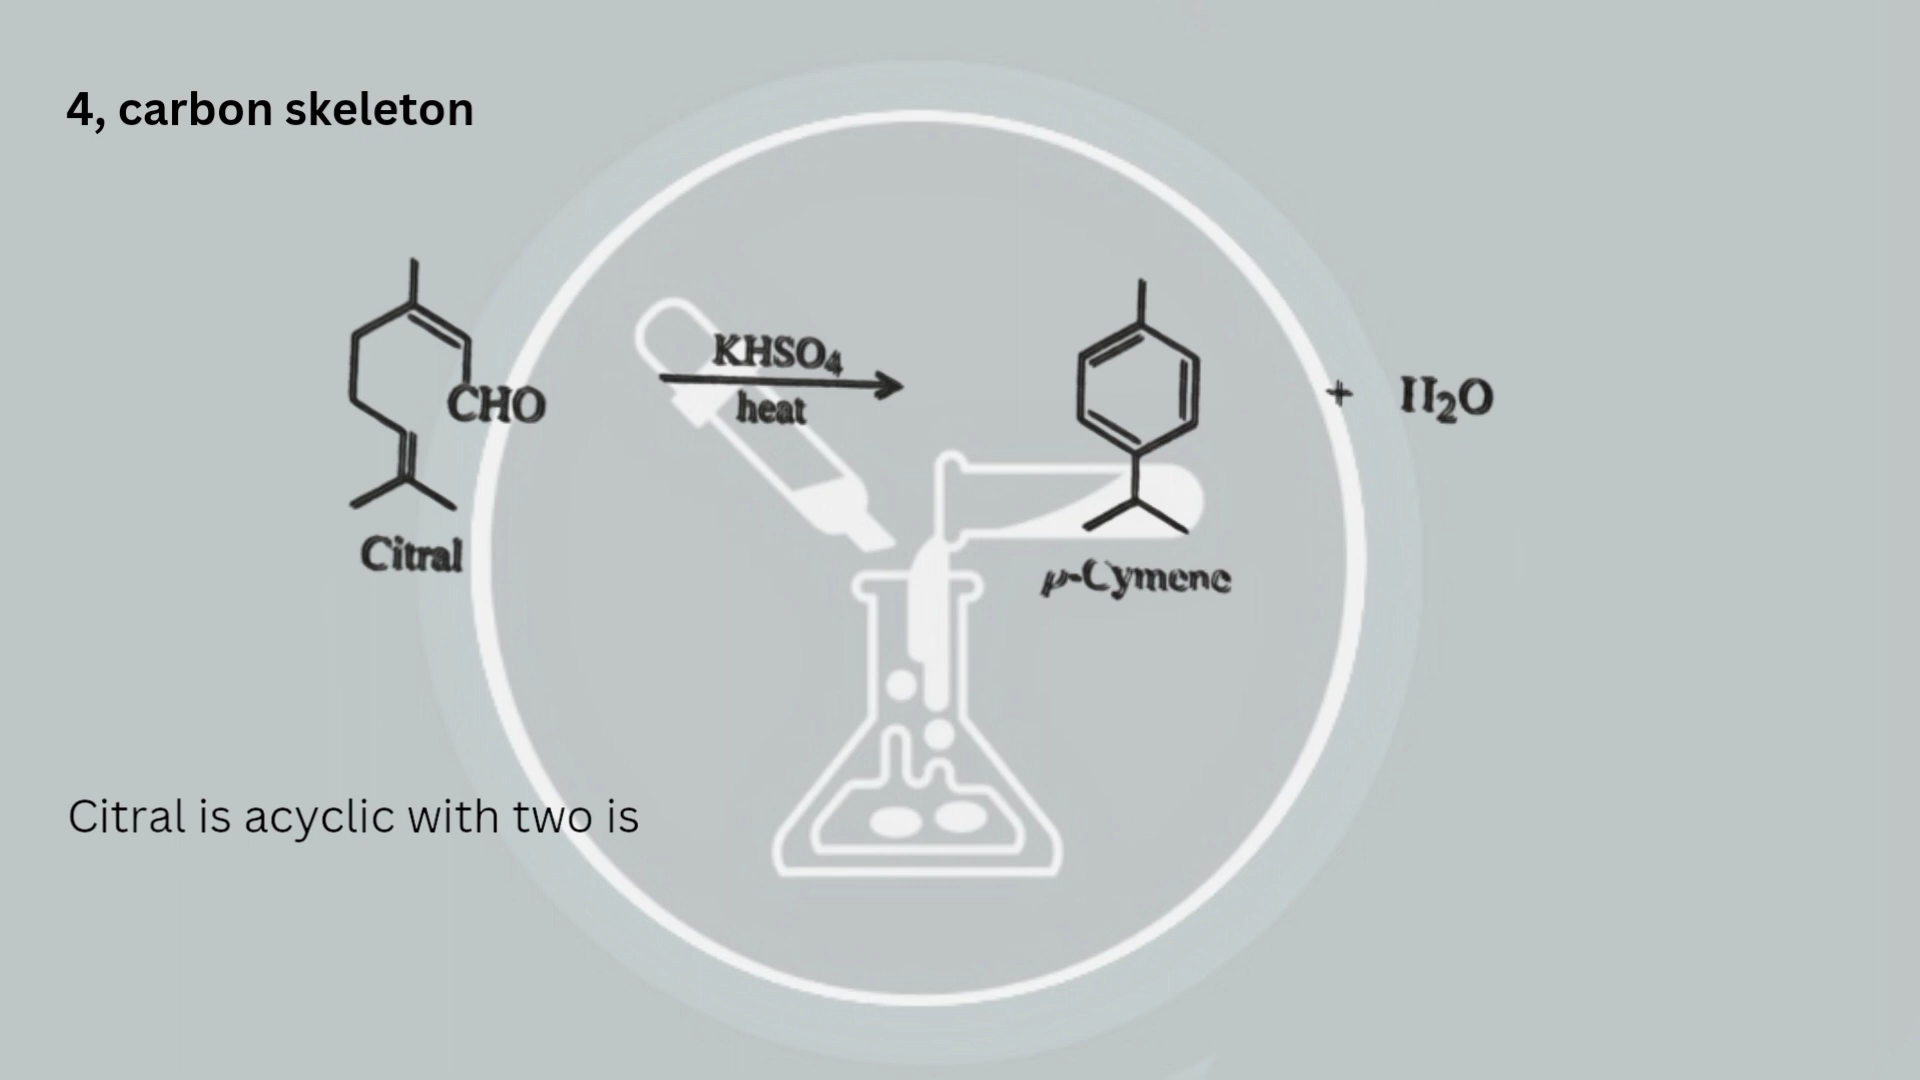 4, carbon skeleton
KHSO₄
heat
CHO
+ H₂O
Citral
p-Cymene
Citral is acyclic with two is